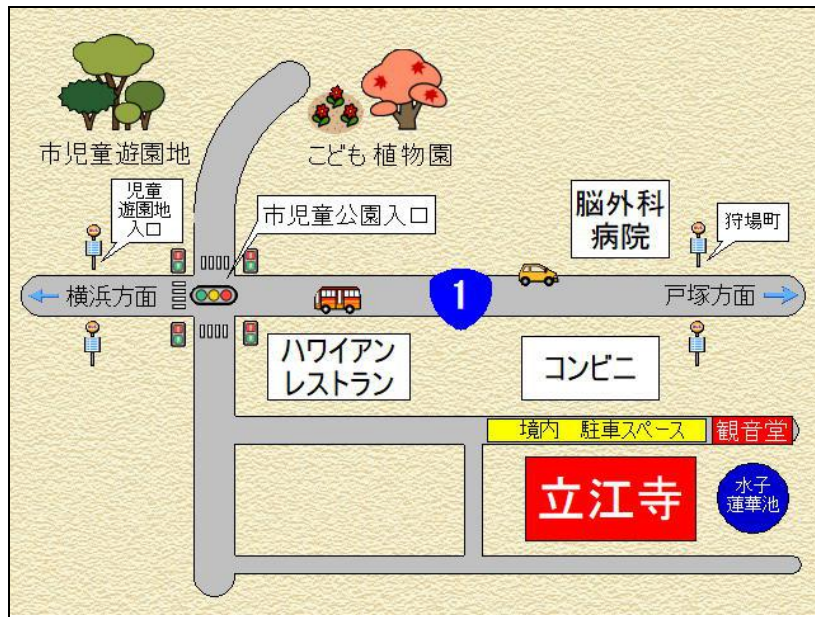 市児童遊園地
こども植物園
児童
遊園地
入口
市児童公園入口
脳外科
病院
狩場町
横浜方面
1
戸塚方面
ハワイアン
レストラン
コンビニ
境内　駐車スペース
観音堂
立江寺
水子
蓮華池